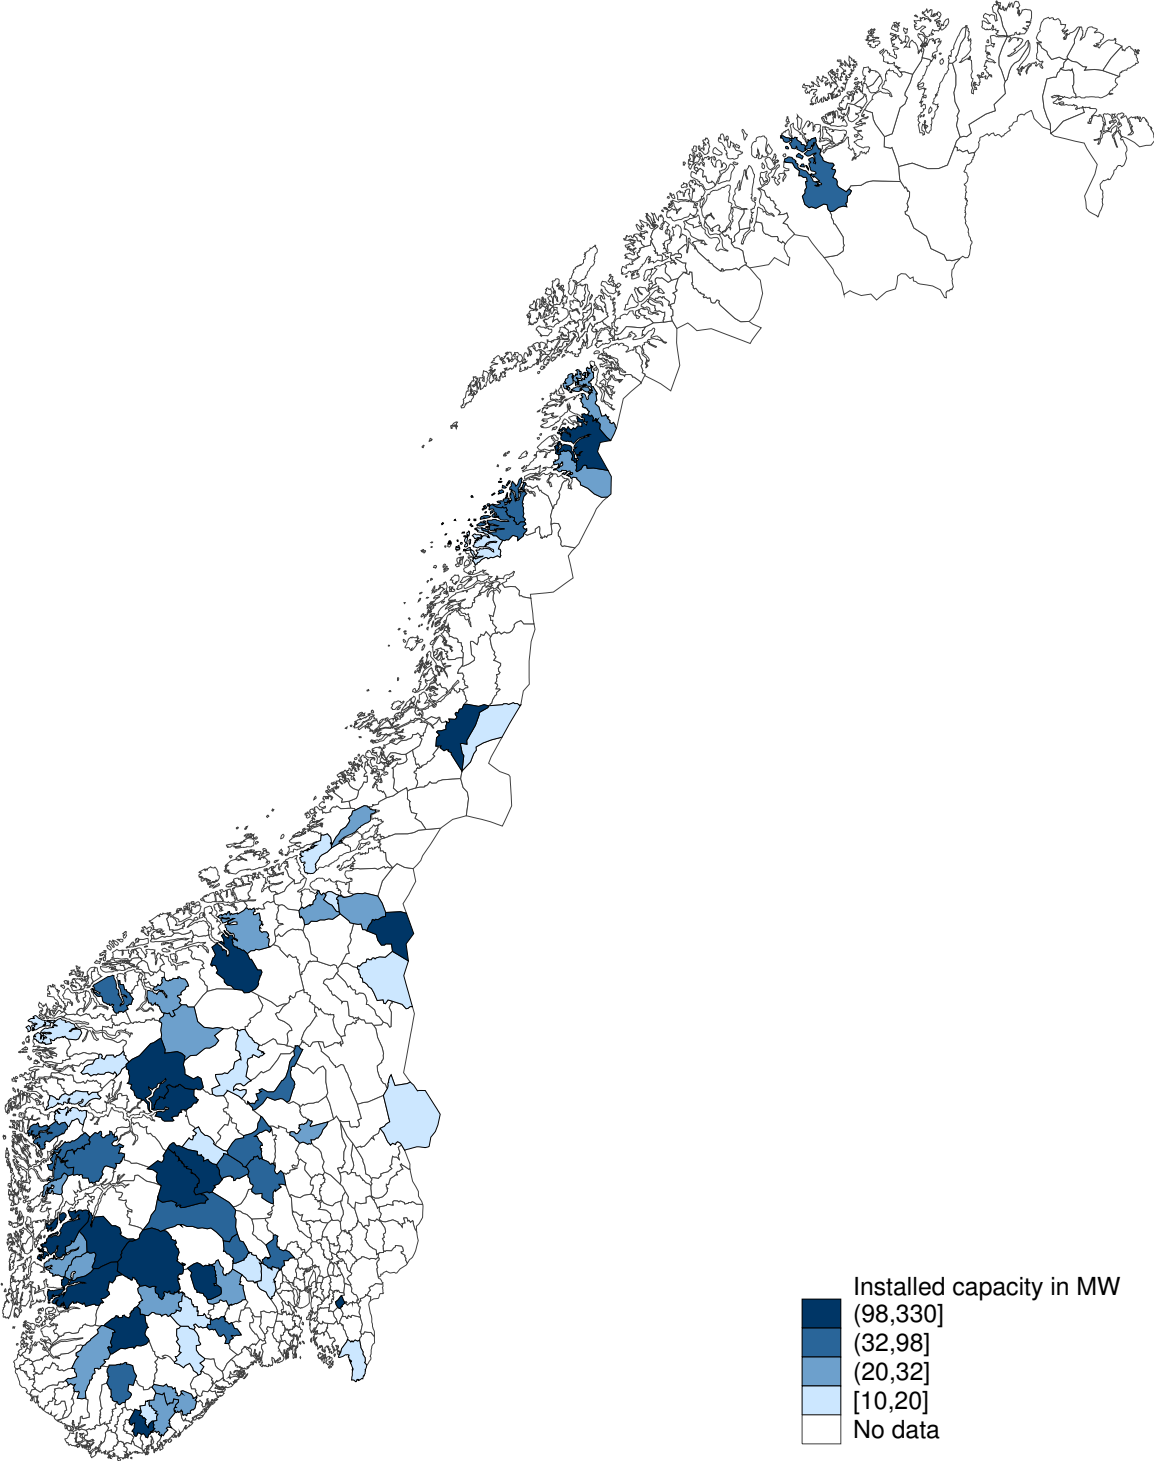 Installed capacity in MW
(98,330]
(32,98]
(20,32]
[10,20]
No data